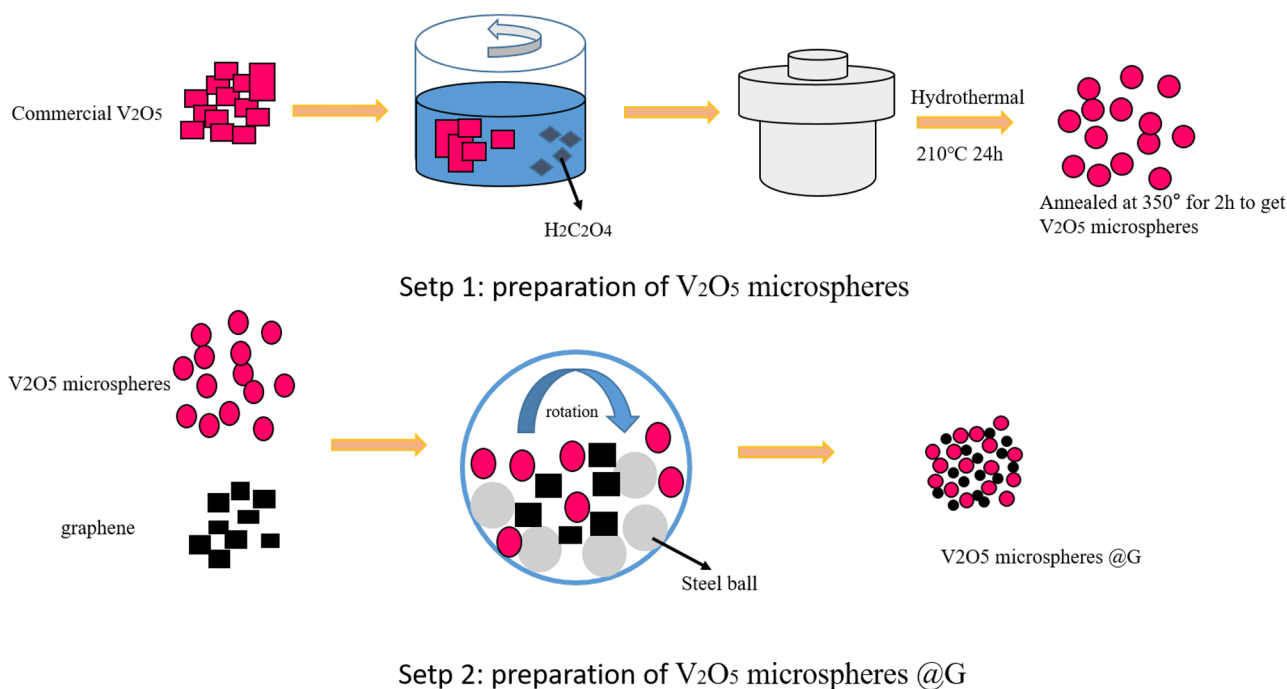 Commercial V2O5
H2C2O4
Hydrothermal
210℃ 24h
Annealed at 350° for 2h to get
V2O5 microspheres
Setp 1: preparation of V2O5 microspheres
V2O5 microspheres
graphene
rotation
Steel ball
V2O5 microspheres @G
Setp 2: preparation of V2O5 microspheres @G